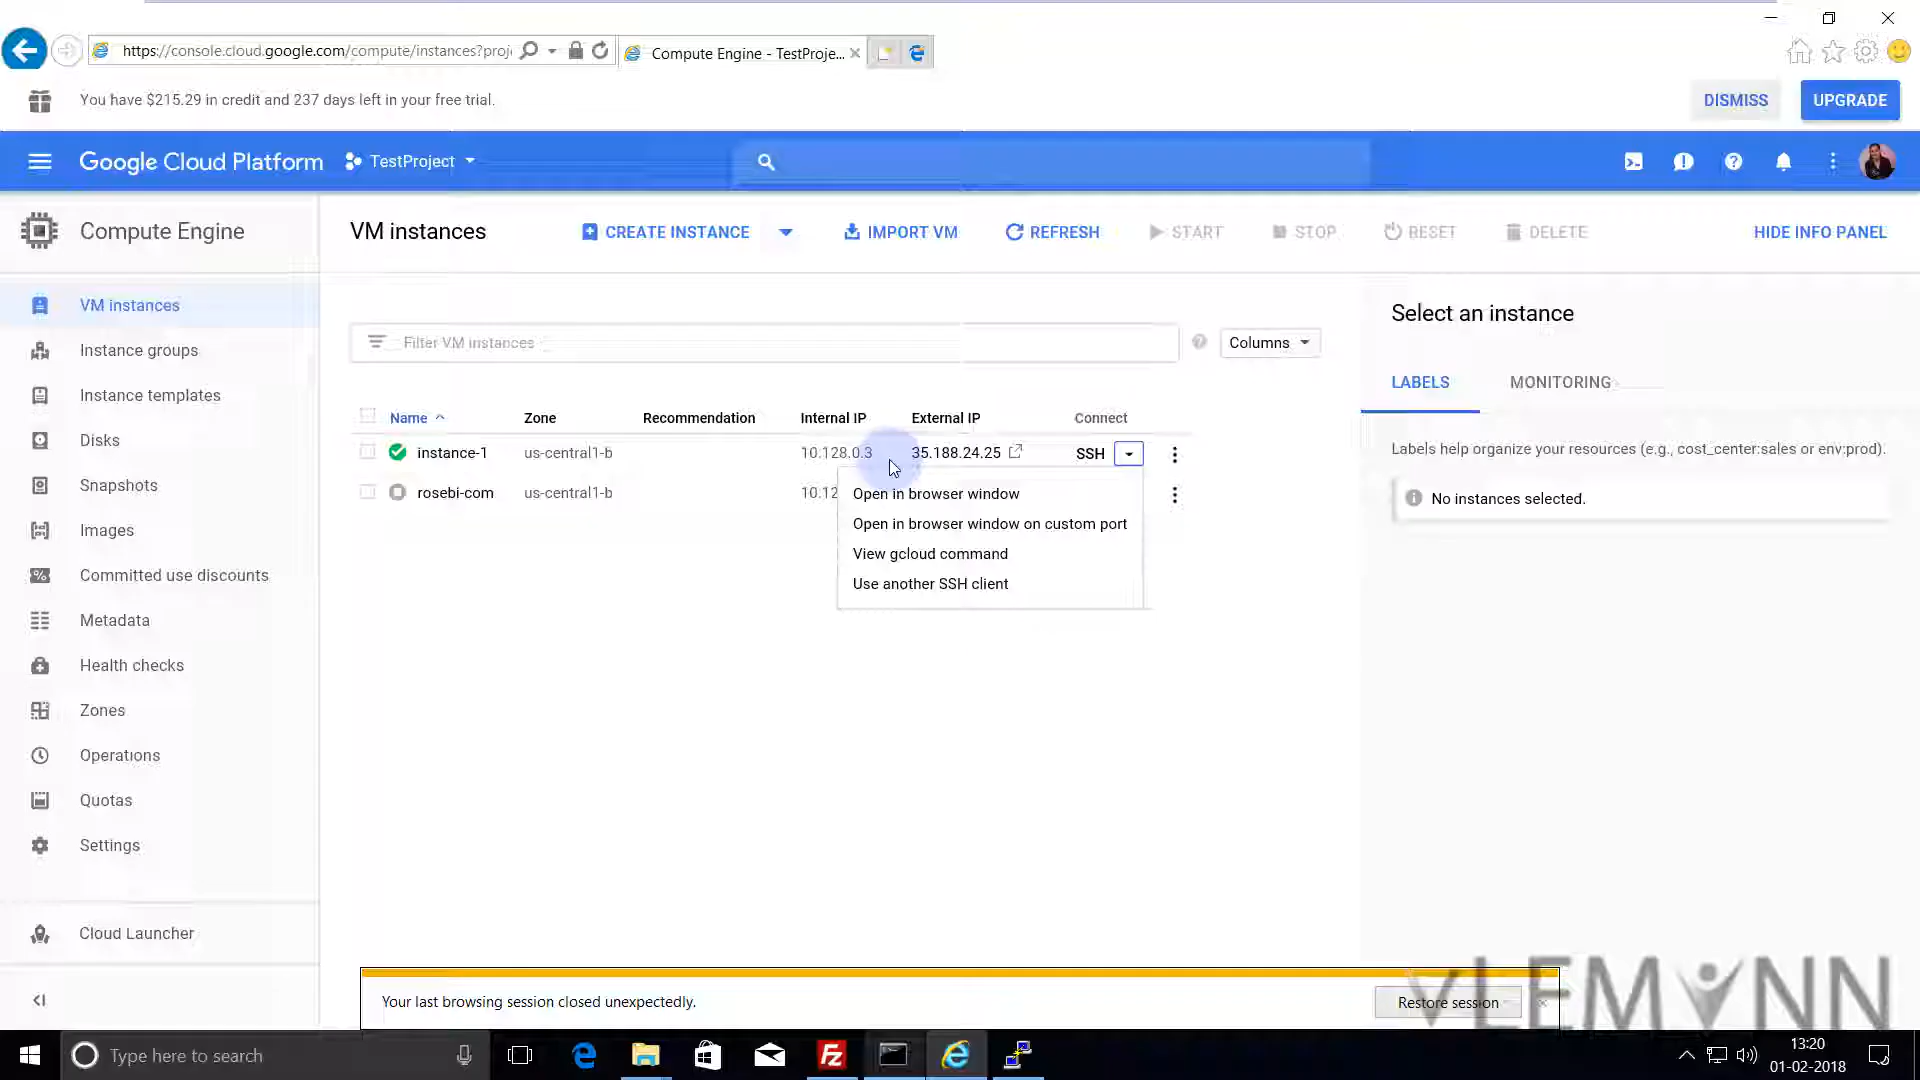 https://console.cloud.google.com/compute/instances?proj
Compute Engine - TestProje...
You have $215.29 in credit and 237 days left in your free trial.
DISMISS
UPGRADE
Google Cloud Platform
TestProject
Compute Engine
VM instances
CREATE INSTANCE
IMPORT VM
REFRESH
START
STOP
RESET
DELETE
HIDE INFO PANEL
VM instances
Instance groups
Instance templates
Disks
Snapshots
Images
Committed use discounts
Metadata
Health checks
Zones
Operations
Quotas
Settings
Cloud Launcher
Filter VM instances
Columns
Name Zone Recommendation Internal IP External IP Connect
instance-1 us-central1-b 10.128.0.3 35.188.24.25 SSH
rosebi-com us-central1-b 10.12
Open in browser window
Open in browser window on custom port
View gcloud command
Use another SSH client
Select an instance
LABELS
MONITORING
Labels help organize your resources (e.g., cost_center:sales or env:prod).
No instances selected.
Your last browsing session closed unexpectedly.
Restore session
Type here to search
13:20
01-02-2018